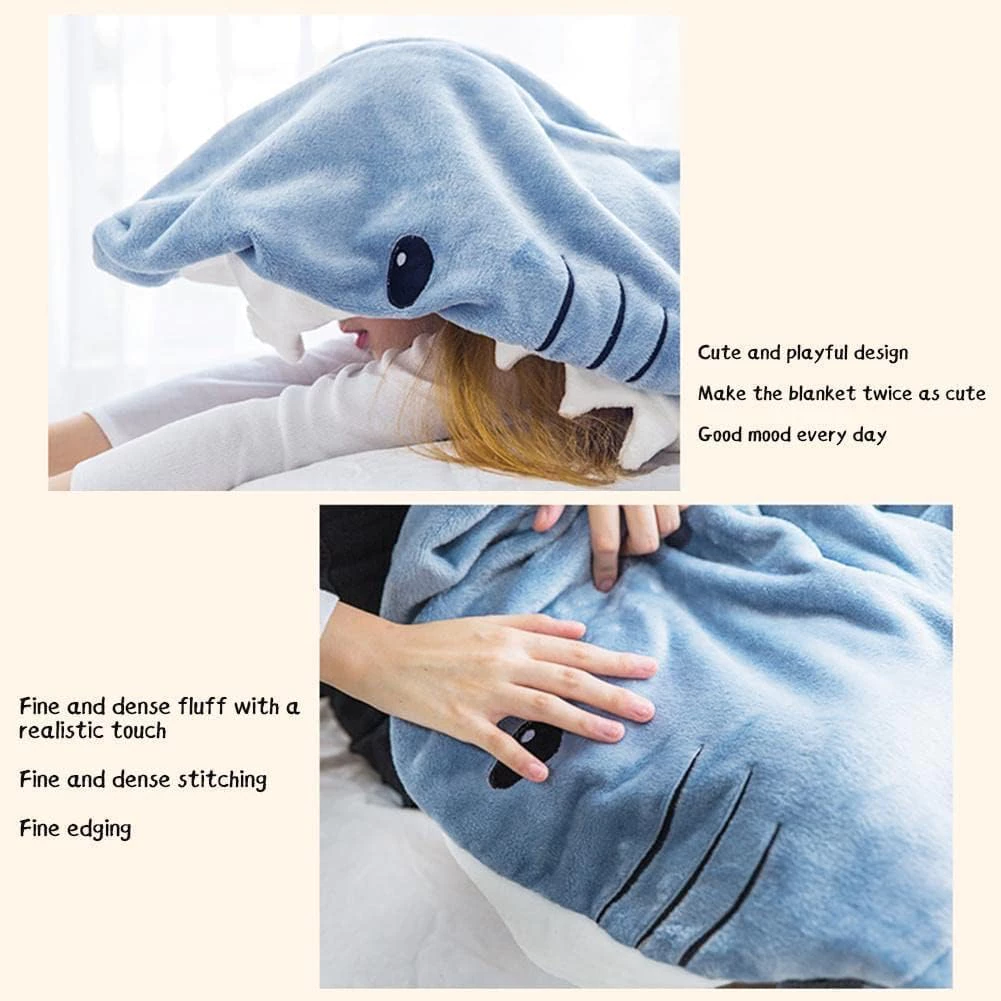 Cute and playful design
Make the blanket twice as cute
Good mood every day
Fine and dense fluff with a
realistic touch
Fine and dense stitching
Fine edging